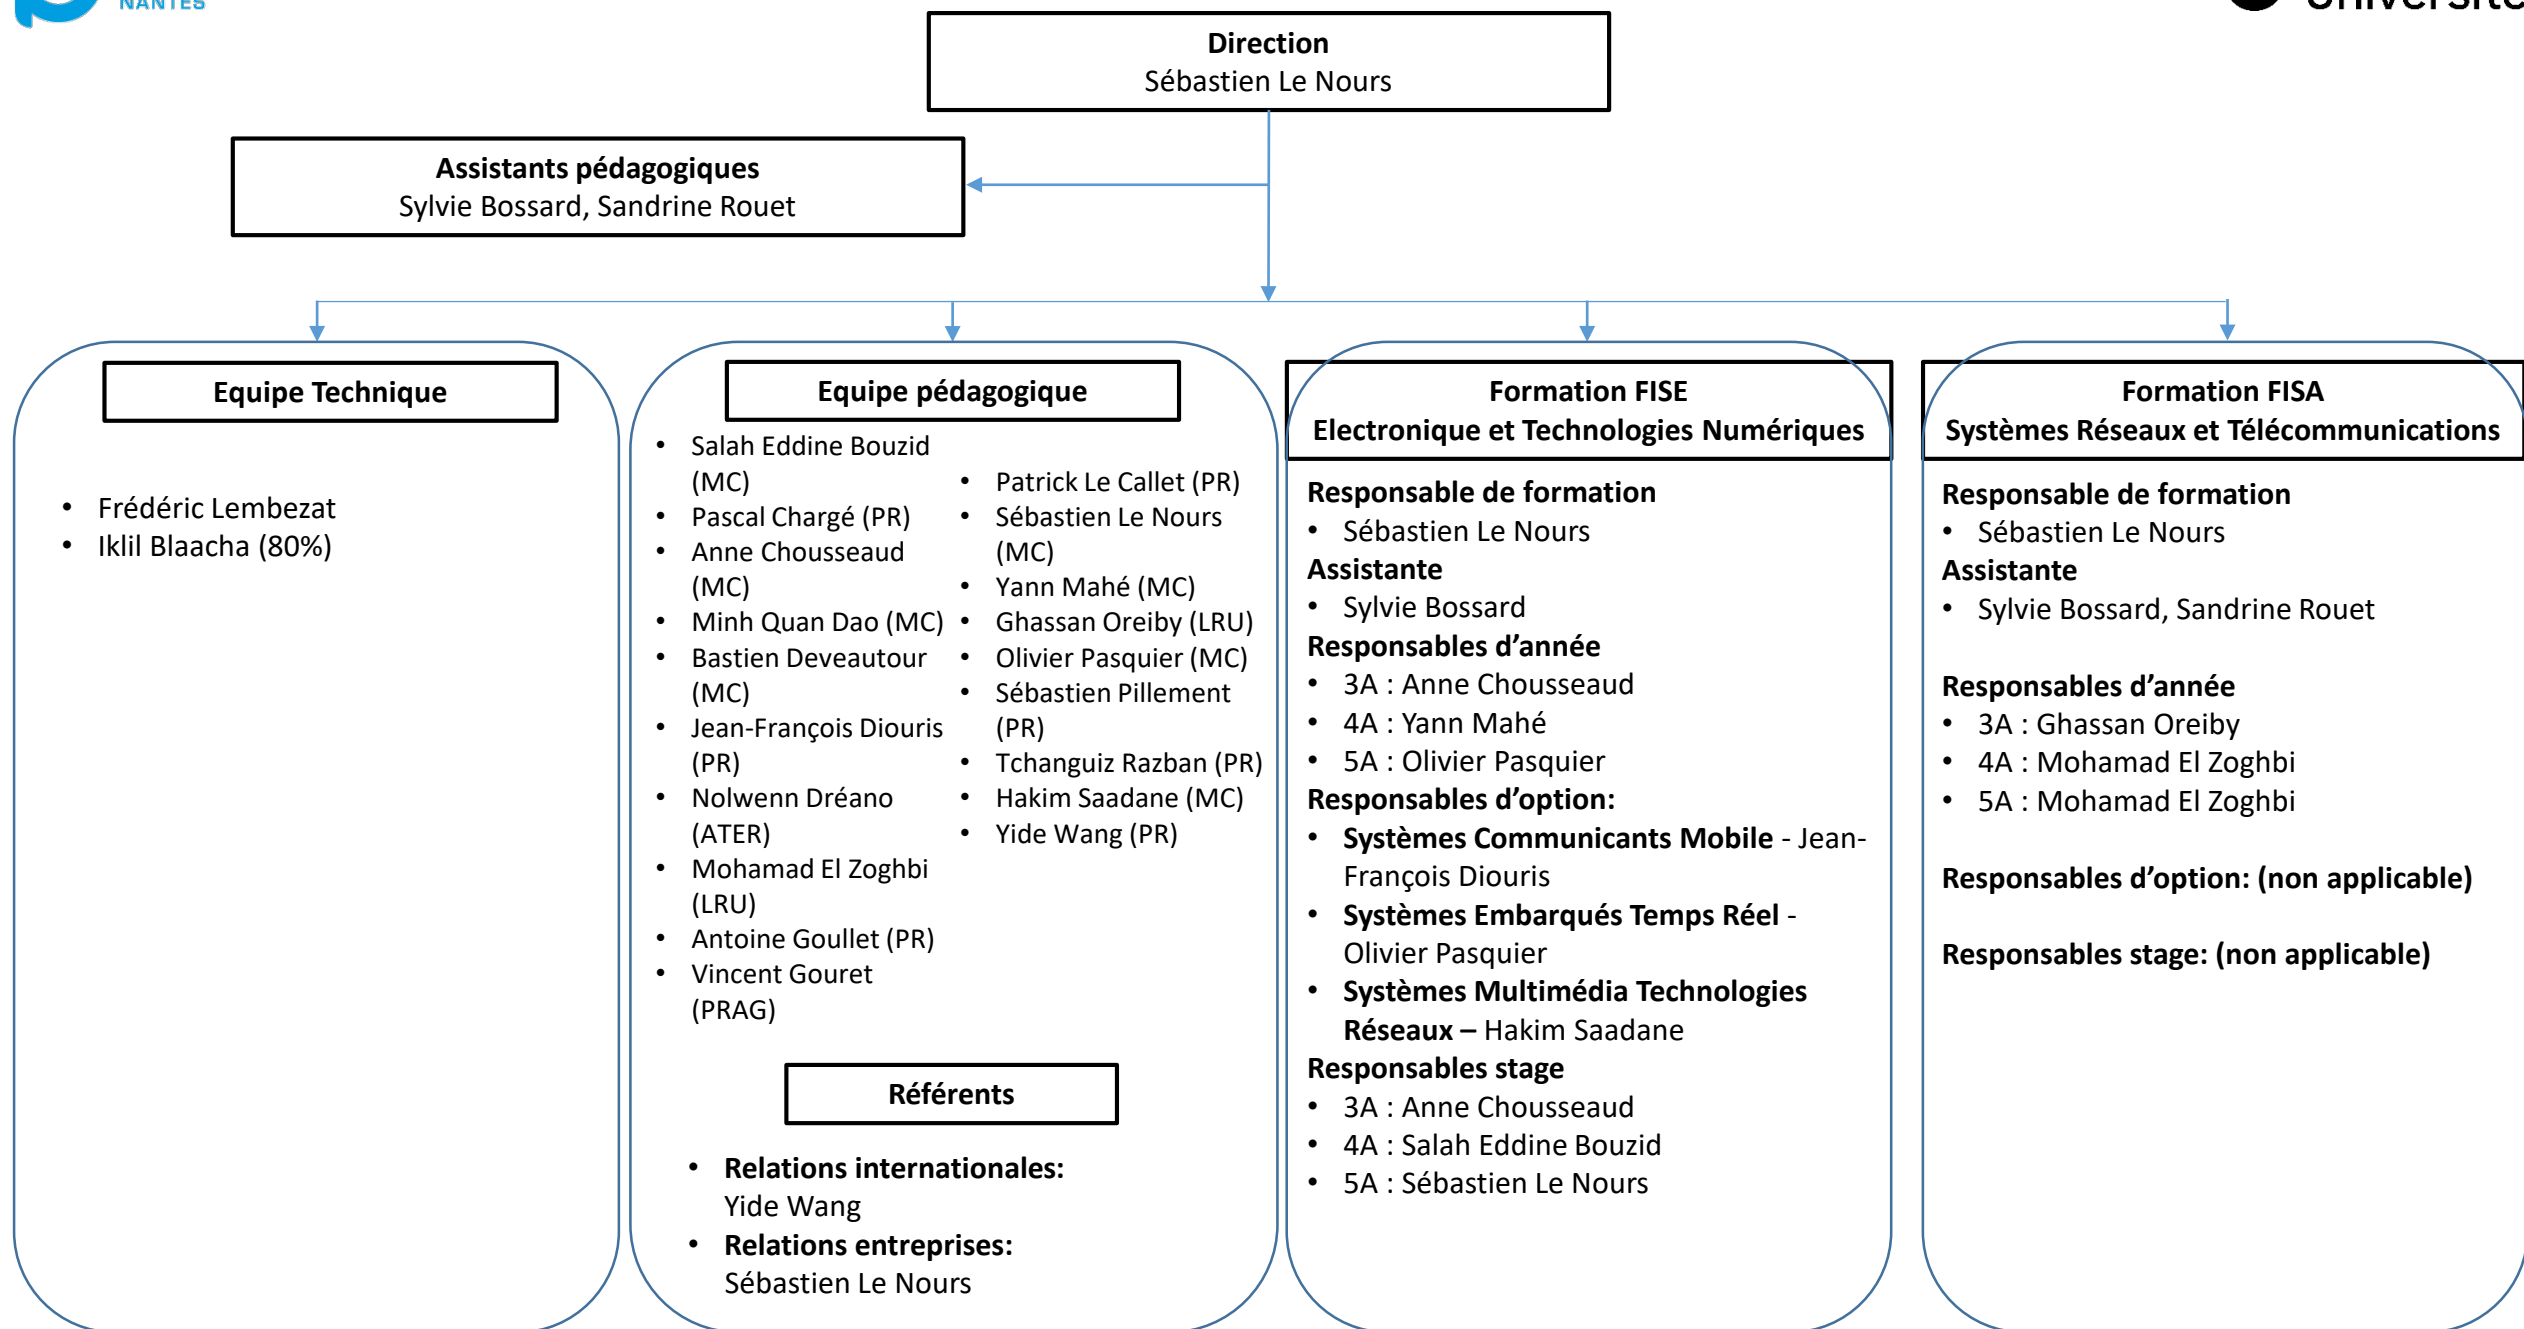 NANTES
Université
Direction
Sébastien Le Nours
Assistants pédagogiques
Sylvie Bossard, Sandrine Rouet
Equipe Technique
• Frédéric Lembezat
• Iklil Blaacha (80%)
Equipe pédagogique
• Salah Eddine Bouzid
(MC)
• Pascal Chargé (PR)
• Anne Chousseaud
(MC)
• Minh Quan Dao (MC)
• Bastien Deveautour
(MC)
• Jean-François Diouris
(PR)
• Nolwenn Dréano
(ATER)
• Mohamad El Zoghbi
(LRU)
• Antoine Goullet (PR)
• Vincent Gouret
(PRAG)
• Patrick Le Callet (PR)
• Sébastien Le Nours
(MC)
• Yann Mahé (MC)
• Ghassan Oreiby (LRU)
• Olivier Pasquier (MC)
• Sébastien Pillement
(PR)
• Tchanguiz Razban (PR)
• Hakim Saadane (MC)
• Yide Wang (PR)
Référents
• Relations internationales:
Yide Wang
• Relations entreprises:
Sébastien Le Nours
Formation FISE
Electronique et Technologies Numériques
Responsable de formation
• Sébastien Le Nours
Assistante
• Sylvie Bossard
Responsables d’année
• 3A : Anne Chousseaud
• 4A : Yann Mahé
• 5A : Olivier Pasquier
Responsables d’option:
• Systèmes Communicants Mobile - Jean-
François Diouris
• Systèmes Embarqués Temps Réel -
Olivier Pasquier
• Systèmes Multimédia Technologies
Réseaux – Hakim Saadane
Responsables stage
• 3A : Anne Chousseaud
• 4A : Salah Eddine Bouzid
• 5A : Sébastien Le Nours
Formation FISA
Systèmes Réseaux et Télécommunications
Responsable de formation
• Sébastien Le Nours
Assistante
• Sylvie Bossard, Sandrine Rouet
Responsables d’année
• 3A : Ghassan Oreiby
• 4A : Mohamad El Zoghbi
• 5A : Mohamad El Zoghbi
Responsables d’option: (non applicable)
Responsables stage: (non applicable)